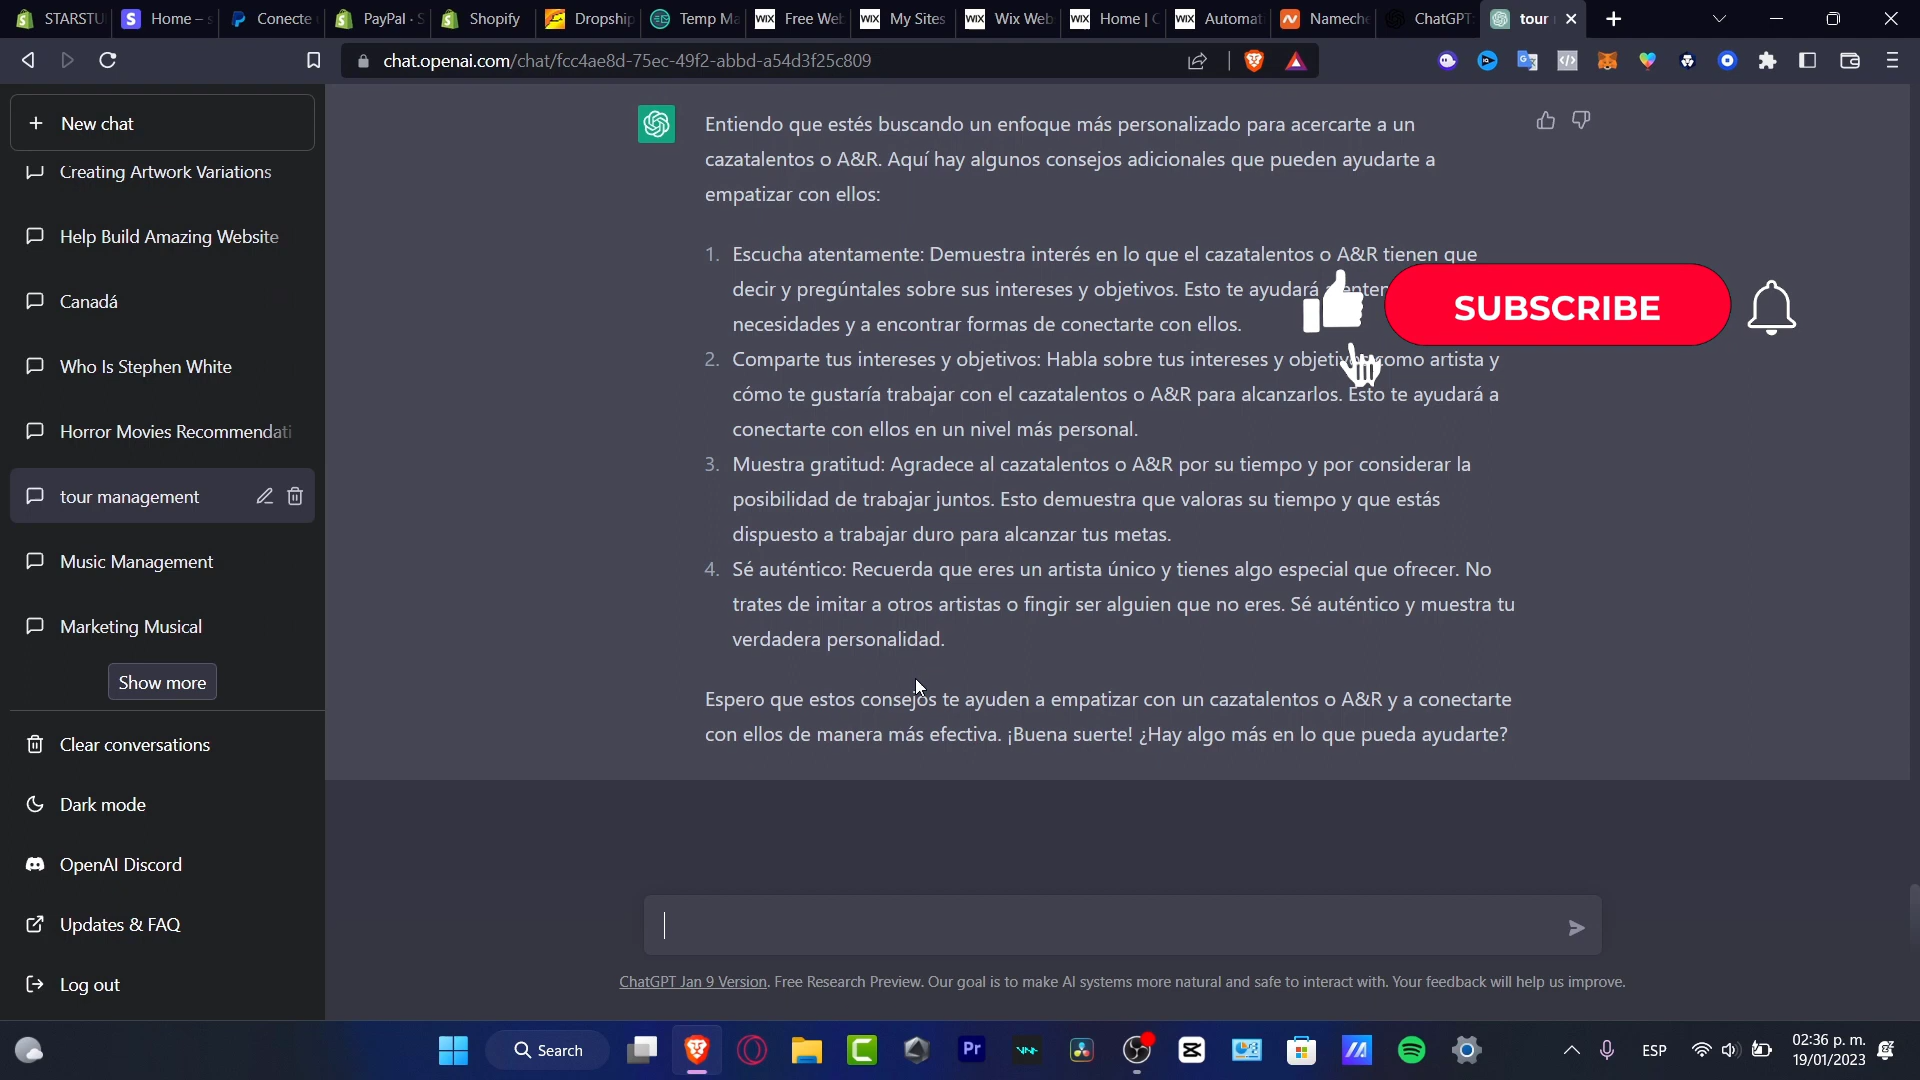 STARSTU
Home –
Conecte
PayPal · S
Shopify
Dropship
Temp Ma
WIX Free Web
WIX My Sites
WIX Wix Web
WIX Home | C
WIX Automat
Nameche
ChatGPT:
tour
chat.openai.com/chat/fcc4ae8d-75ec-49f2-abbd-a54d3f25c809
New chat
Creating Artwork Variations
Help Build Amazing Website
Canadá
Who Is Stephen White
Horror Movies Recommendati
tour management
Music Management
Marketing Musical
Show more
Clear conversations
Dark mode
OpenAI Discord
Updates & FAQ
Log out
Entiendo que estés buscando un enfoque más personalizado para acercarte a un
cazatalentos o A&R. Aquí hay algunos consejos adicionales que pueden ayudarte a
empatizar con ellos:
1. Escucha atentamente: Demuestra interés en lo que el cazatalentos o A&R tienen que
decir y pregúntales sobre sus intereses y objetivos. Esto te ayudará
necesidades y a encontrar formas de conectarte con ellos.
2. Comparte tus intereses y objetivos: Habla sobre tus intereses y objetivos como artista y
cómo te gustaría trabajar con el cazatalentos o A&R para alcanzarlos. Esto te ayudará a
conectarte con ellos en un nivel más personal.
3. Muestra gratitud: Agradece al cazatalentos o A&R por su tiempo y por considerar la
posibilidad de trabajar juntos. Esto demuestra que valoras su tiempo y que estás
dispuesto a trabajar duro para alcanzar tus metas.
4. Sé auténtico: Recuerda que eres un artista único y tienes algo especial que ofrecer. No
trates de imitar a otros artistas o fingir ser alguien que no eres. Sé auténtico y muestra tu
verdadera personalidad.
Espero que estos consejos te ayuden a empatizar con un cazatalentos o A&R y a conectarte
con ellos de manera más efectiva. ¡Buena suerte! ¿Hay algo más en lo que pueda ayudarte?
SUBSCRIBE
ChatGPT Jan 9 Version. Free Research Preview. Our goal is to make AI systems more natural and safe to interact with. Your feedback will help us improve.
Search
Pr
ESP
02:36 p. m.
19/01/2023